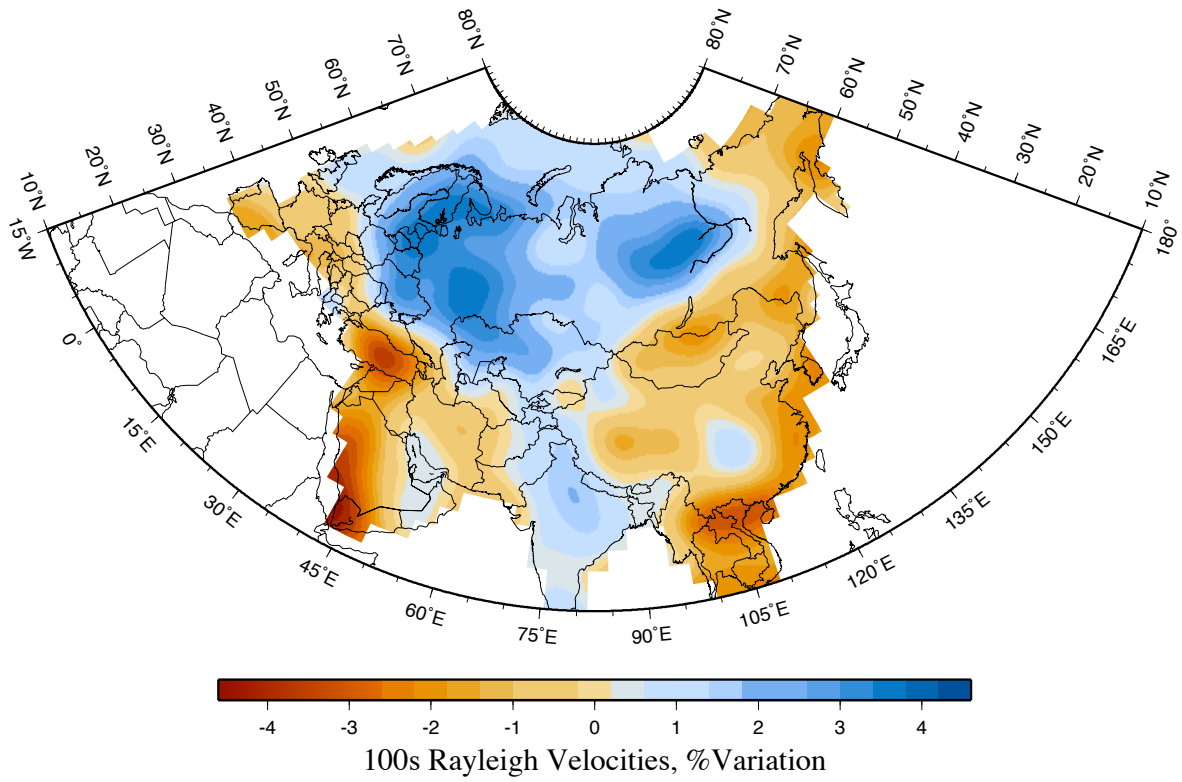 80˚N
70˚N
60˚N
50˚N
40˚N
30˚N
20˚N
10˚N
15˚W
80˚N
70˚N
60˚N
50˚N
40˚N
30˚N
20˚N
10˚N
180˚
0˚
15˚E
30˚E
45˚E
60˚E
75˚E
90˚E
105˚E
120˚E
135˚E
150˚E
165˚E
-4 -3 -2 -1 0 1 2 3 4
100s Rayleigh Velocities, %Variation